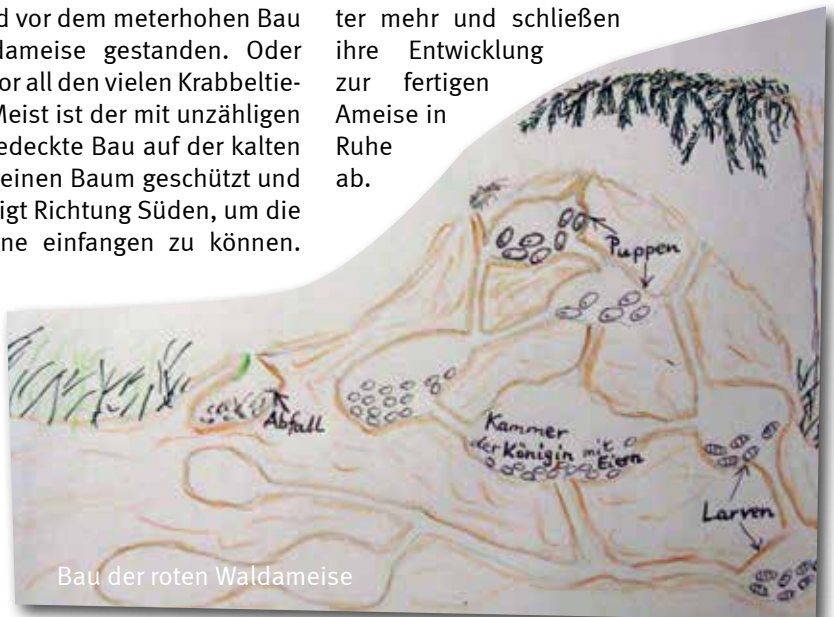 d vor dem meterhohen Bau
dameise gestanden. Oder
or all den vielen Krabbeltie-
Meist ist der mit unzähligen
edeckte Bau auf der kalten
einen Baum geschützt und
igt Richtung Süden, um die
ne einfangen zu können.
ter mehr und schließen
ihre Entwicklung
zur fertigen
Ameise in
Ruhe
ab.
Puppen
Abfall
Kammer
der Königin mit
Eiern
Larven
Bau der roten Waldameise